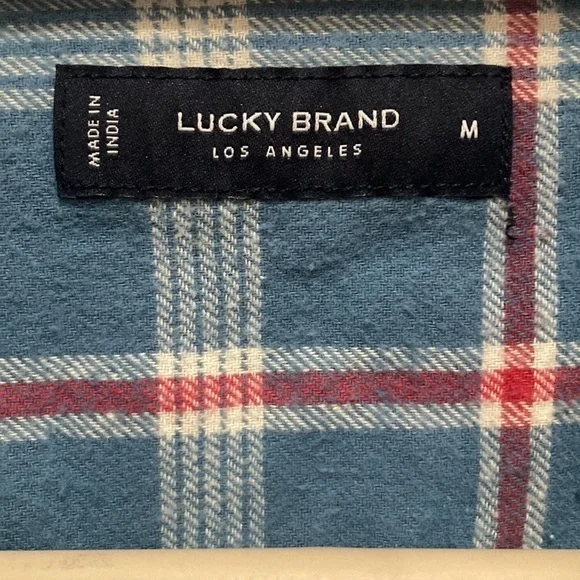 MADE IN
INDIA
LUCKY BRAND
LOS ANGELES
M